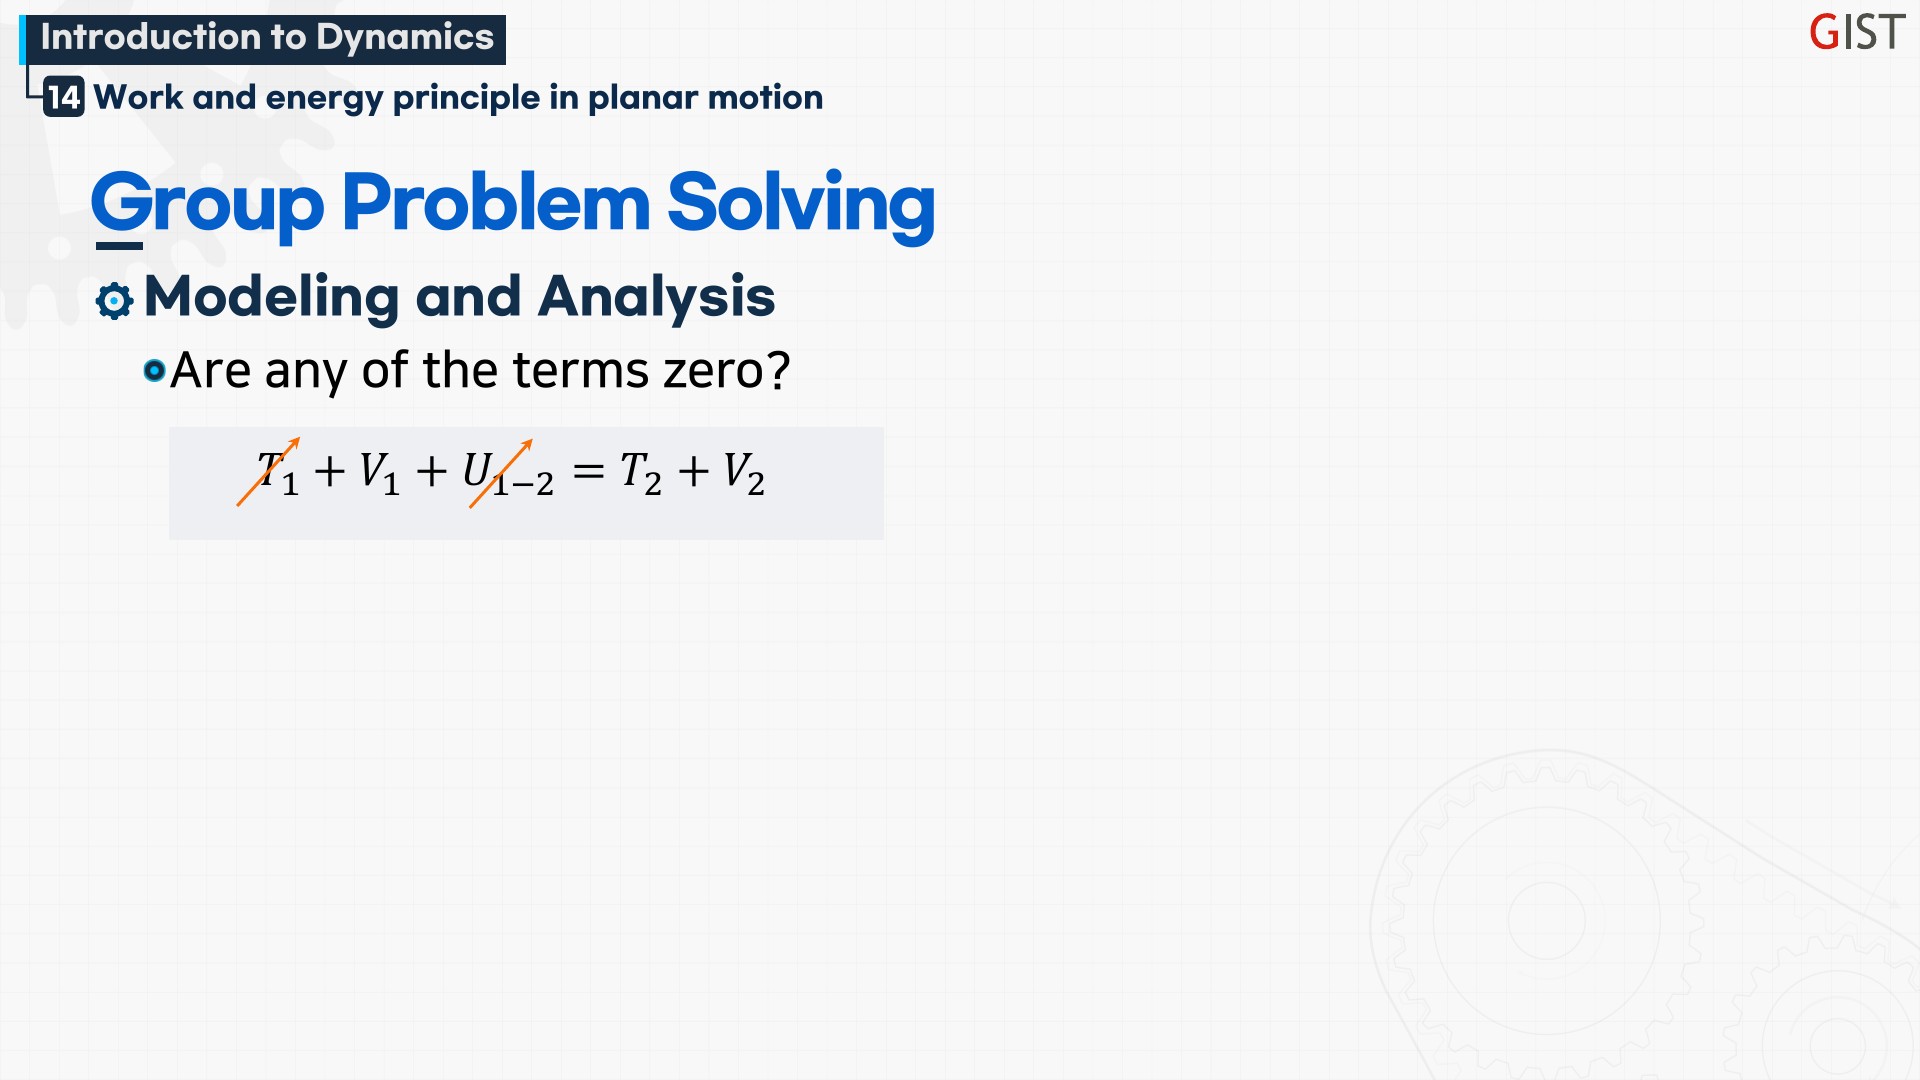 Introduction to Dynamics
GIST
14 Work and energy principle in planar motion
Group Problem Solving
Modeling and Analysis
Are any of the terms zero?
T₁ + V₁ + U₁₋₂ = T₂ + V₂